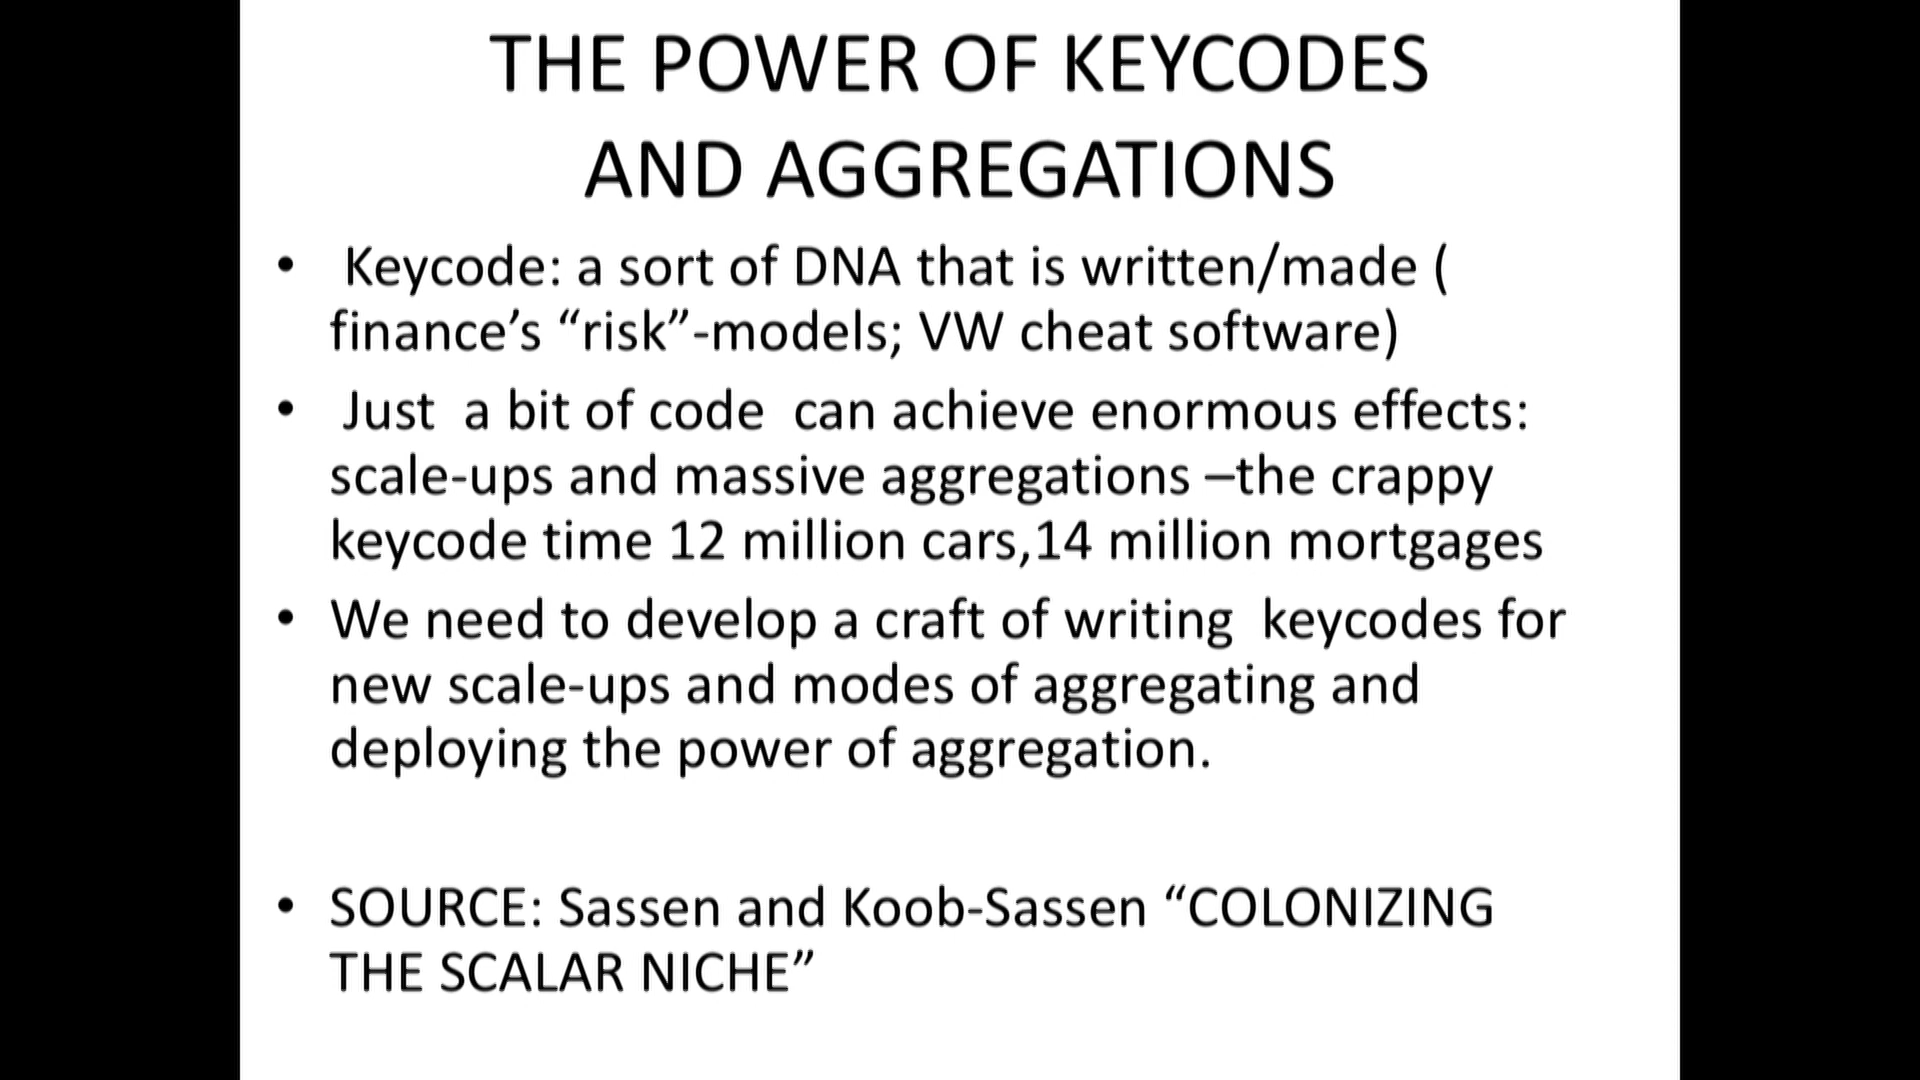 THE POWER OF KEYCODES
AND AGGREGATIONS
• Keycode: a sort of DNA that is written/made (
finance’s “risk”-models; VW cheat software)
• Just  a bit of code  can achieve enormous effects:
scale-ups and massive aggregations –the crappy
keycode time 12 million cars,14 million mortgages
• We need to develop a craft of writing  keycodes for
new scale-ups and modes of aggregating and
deploying the power of aggregation.
• SOURCE: Sassen and Koob-Sassen “COLONIZING
THE SCALAR NICHE”